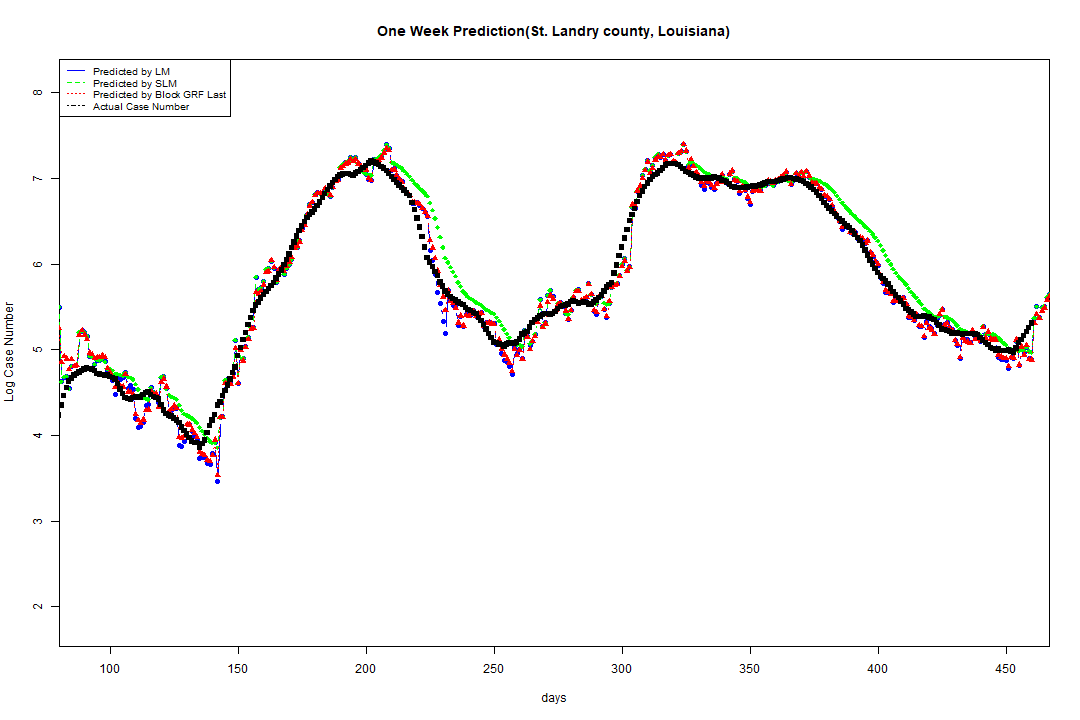 One Week Prediction(St. Landry county, Louisiana)
Predicted by LM
Predicted by SLM
Predicted by Block GRF Last
Actual Case Number
8
7
6
5
4
3
2
Log Case Number
100 150 200 250 300 350 400 450
days